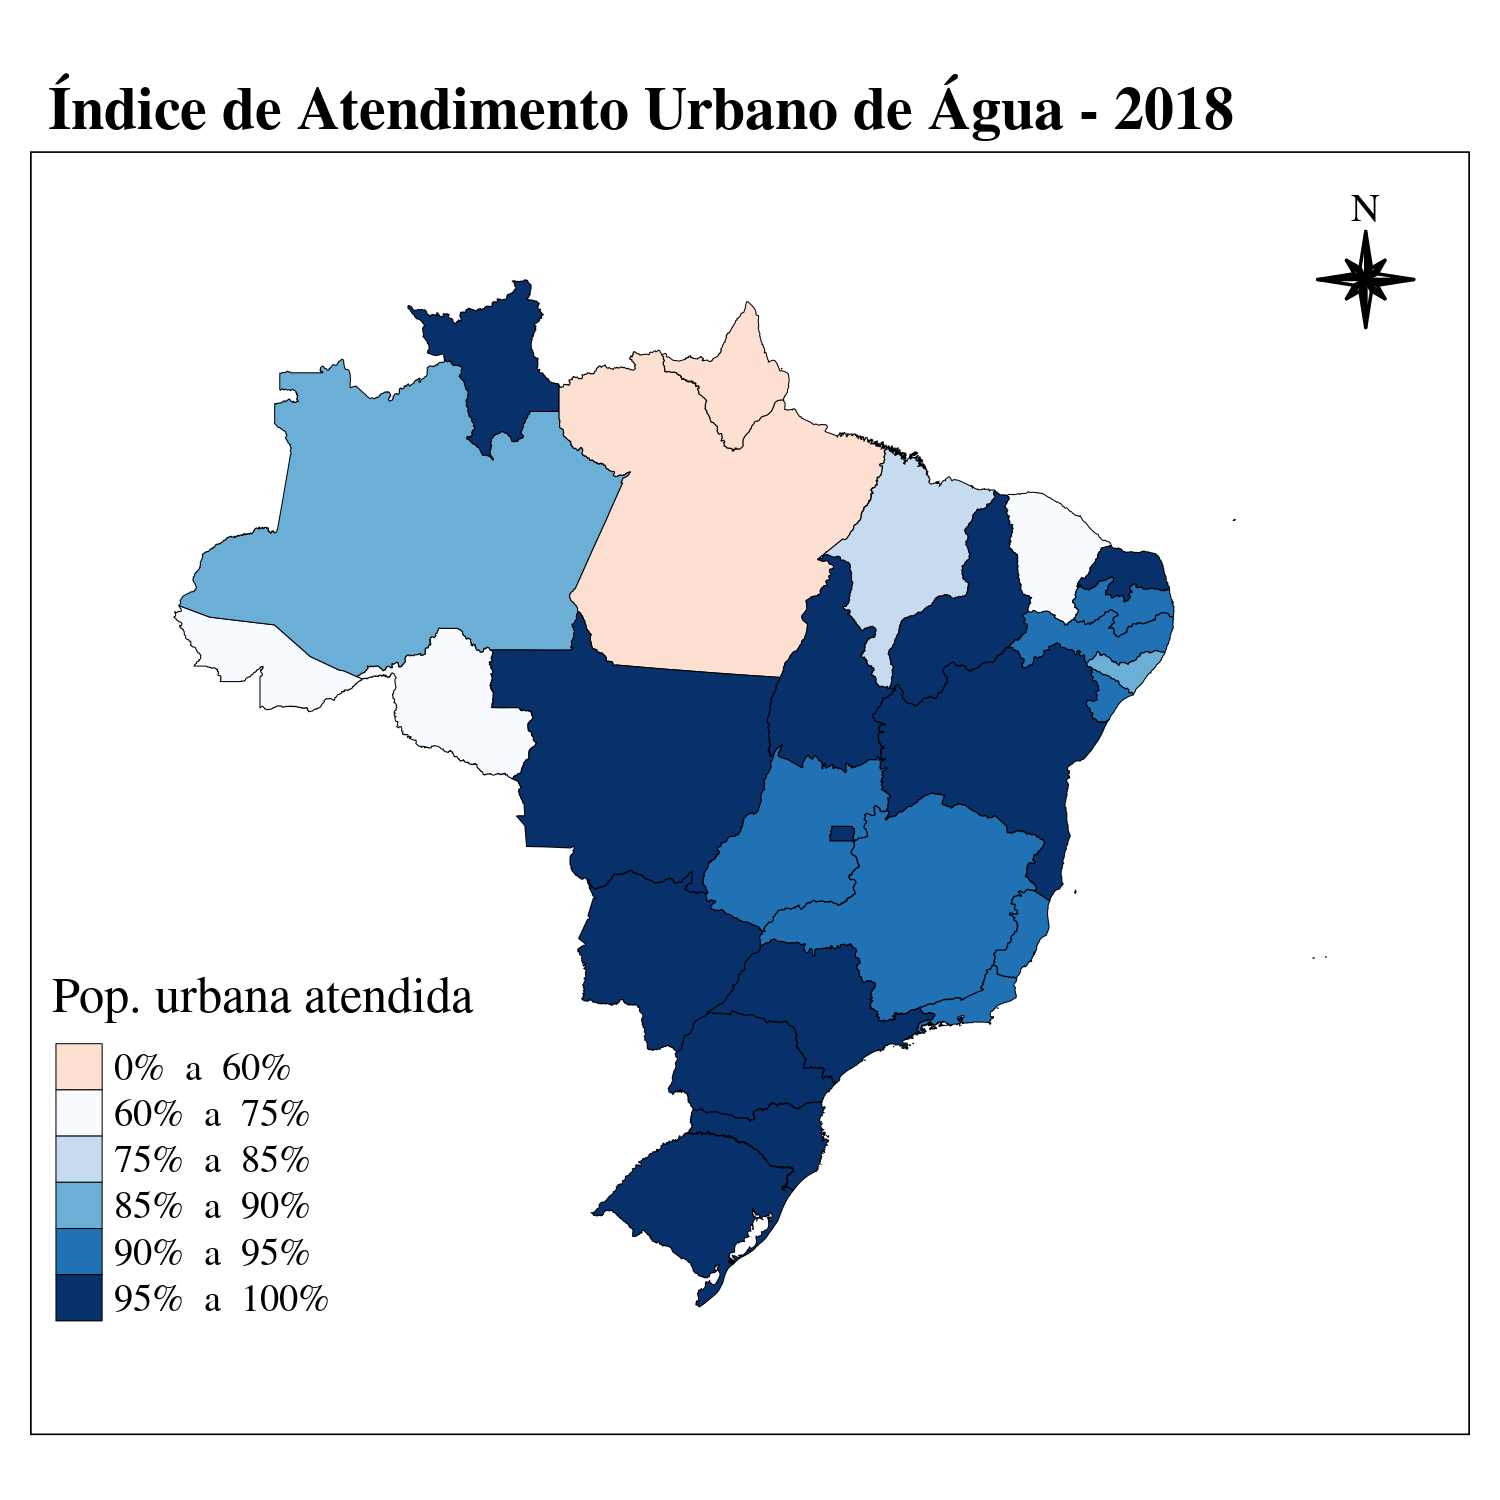 Índice de Atendimento Urbano de Água - 2018
N
Pop. urbana atendida
0% a 60%
60% a 75%
75% a 85%
85% a 90%
90% a 95%
95% a 100%